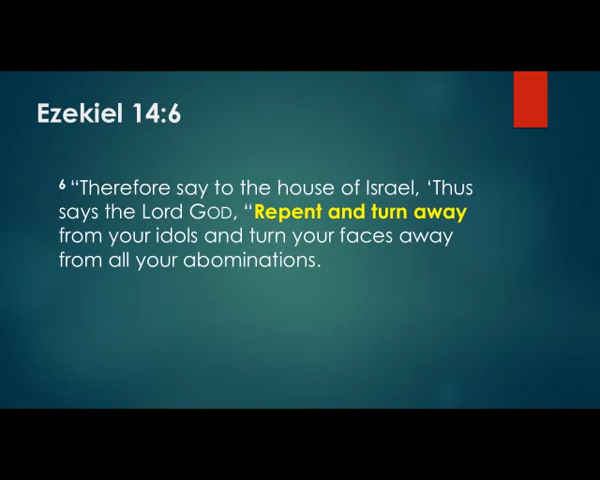 Ezekiel 14:6
6 “Therefore say to the house of Israel, ‘Thus
says the Lord GOD, “Repent and turn away
from your idols and turn your faces away
from all your abominations.